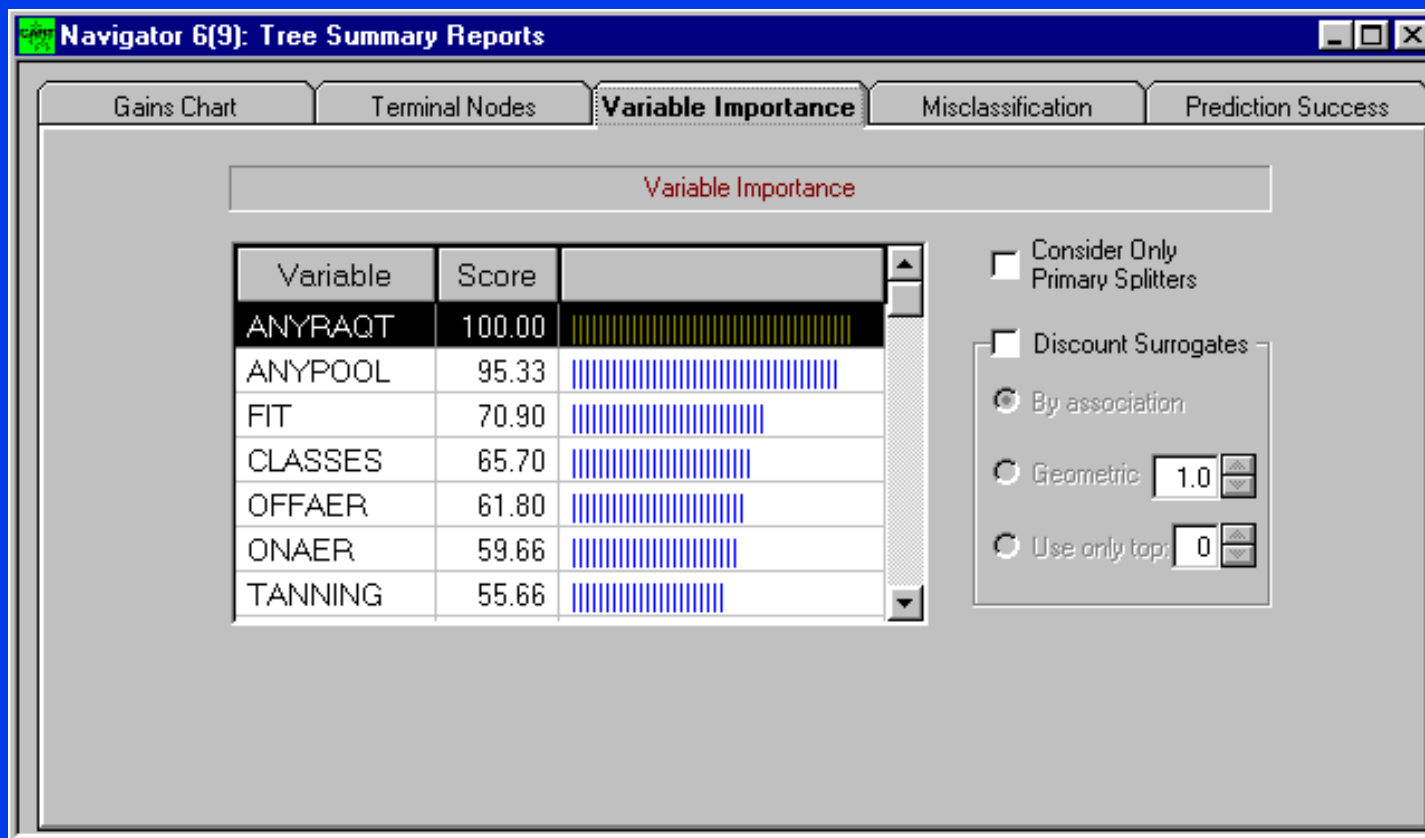 CART
Navigator 6(9): Tree Summary Reports
Gains Chart Terminal Nodes Variable Importance Misclassification Prediction Success
Variable Importance
Variable Score
ANYRAQT 100.00
ANYPOOL 95.33
FIT 70.90
CLASSES 65.70
OFFAER 61.80
ONAER 59.66
TANNING 55.66
Consider Only
Primary Splitters
Discount Surrogates
By association
Geometric 1.0
Use only top: 0